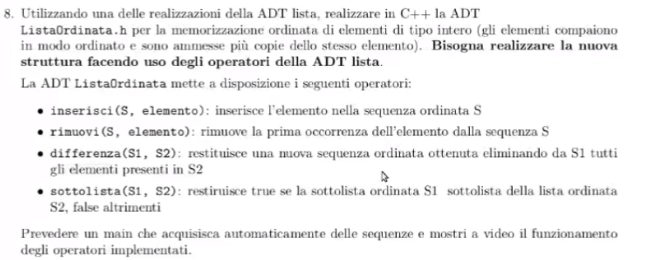 8. Utilizzando una delle realizzazioni della ADT lista, realizzare in C++ la ADT
ListaOrdinata.h per la memorizzazione ordinata di elementi di tipo intero (gli elementi compaiono
in modo ordinato e sono ammesse più copie dello stesso elemento). Bisogna realizzare la nuova
struttura facendo uso degli operatori della ADT lista.
La ADT ListaOrdinata mette a disposizione i seguenti operatori:
• inserisci(S, elemento): inserisce l'elemento nella sequenza ordinata S
• rimuovi(S, elemento): rimuove la prima occorrenza dell'elemento dalla sequenza S
• differenza(S1, S2): restituisce una nuova sequenza ordinata ottenuta eliminando da S1 tutti
gli elementi presenti in S2
• sottolista(S1, S2): restiruisce true se la sottolista ordinata S1 sottolista della lista ordinata
S2, false altrimenti
Prevedere un main che acquisisca automaticamente delle sequenze e mostri a video il funzionamento
degli operatori implementati.